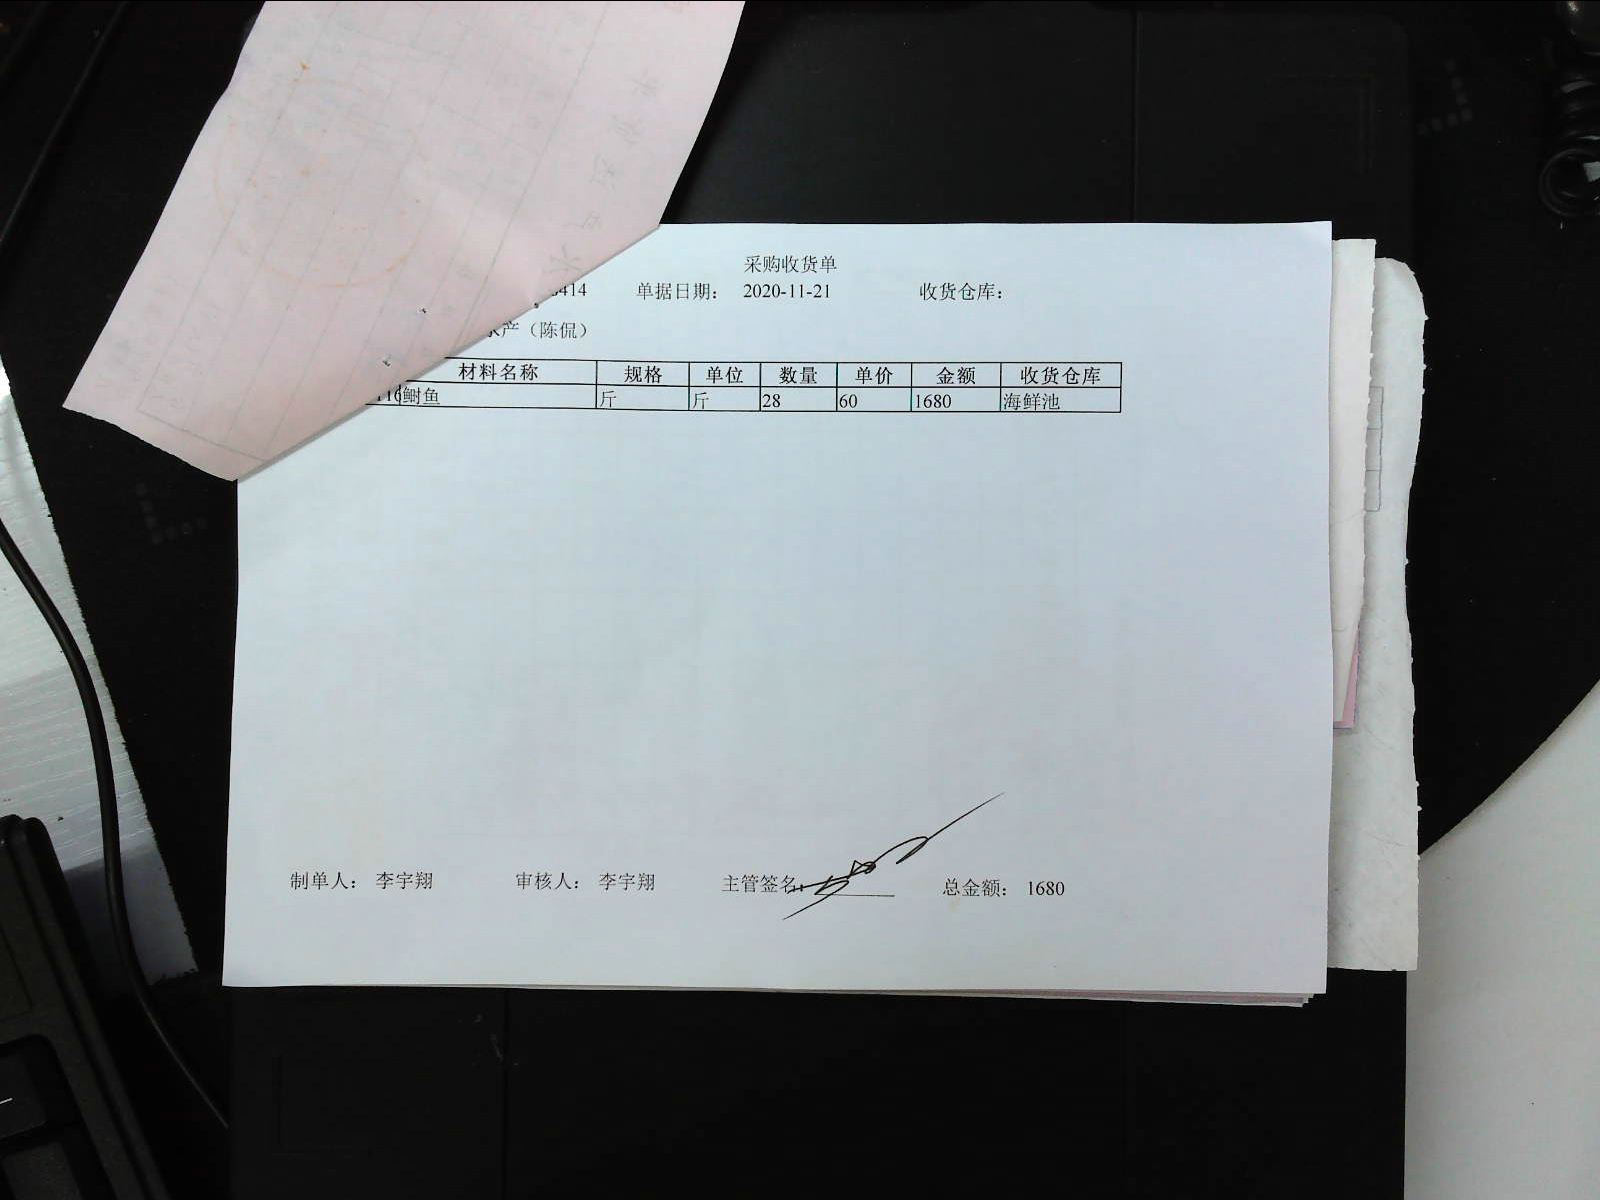 采购收货单
414 单据日期： 2020-11-21 收货仓库：
水产（陈侃）
材料名称 规格 单位 数量 单价 金额 收货仓库
116 鲥鱼 斤 斤 28 60 1680 海鲜池
制单人： 李宇翔 审核人： 李宇翔 主管签名： 总金额： 1680